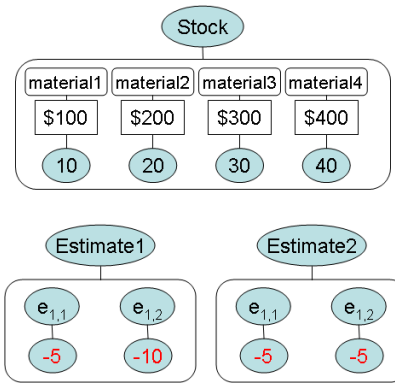 Stock
material1 material2 material3 material4
$100 $200 $300 $400
10 20 30 40
Estimate1 Estimate2
e1,1 e1,2 e1,1 e1,2
-5 -10 -5 -5